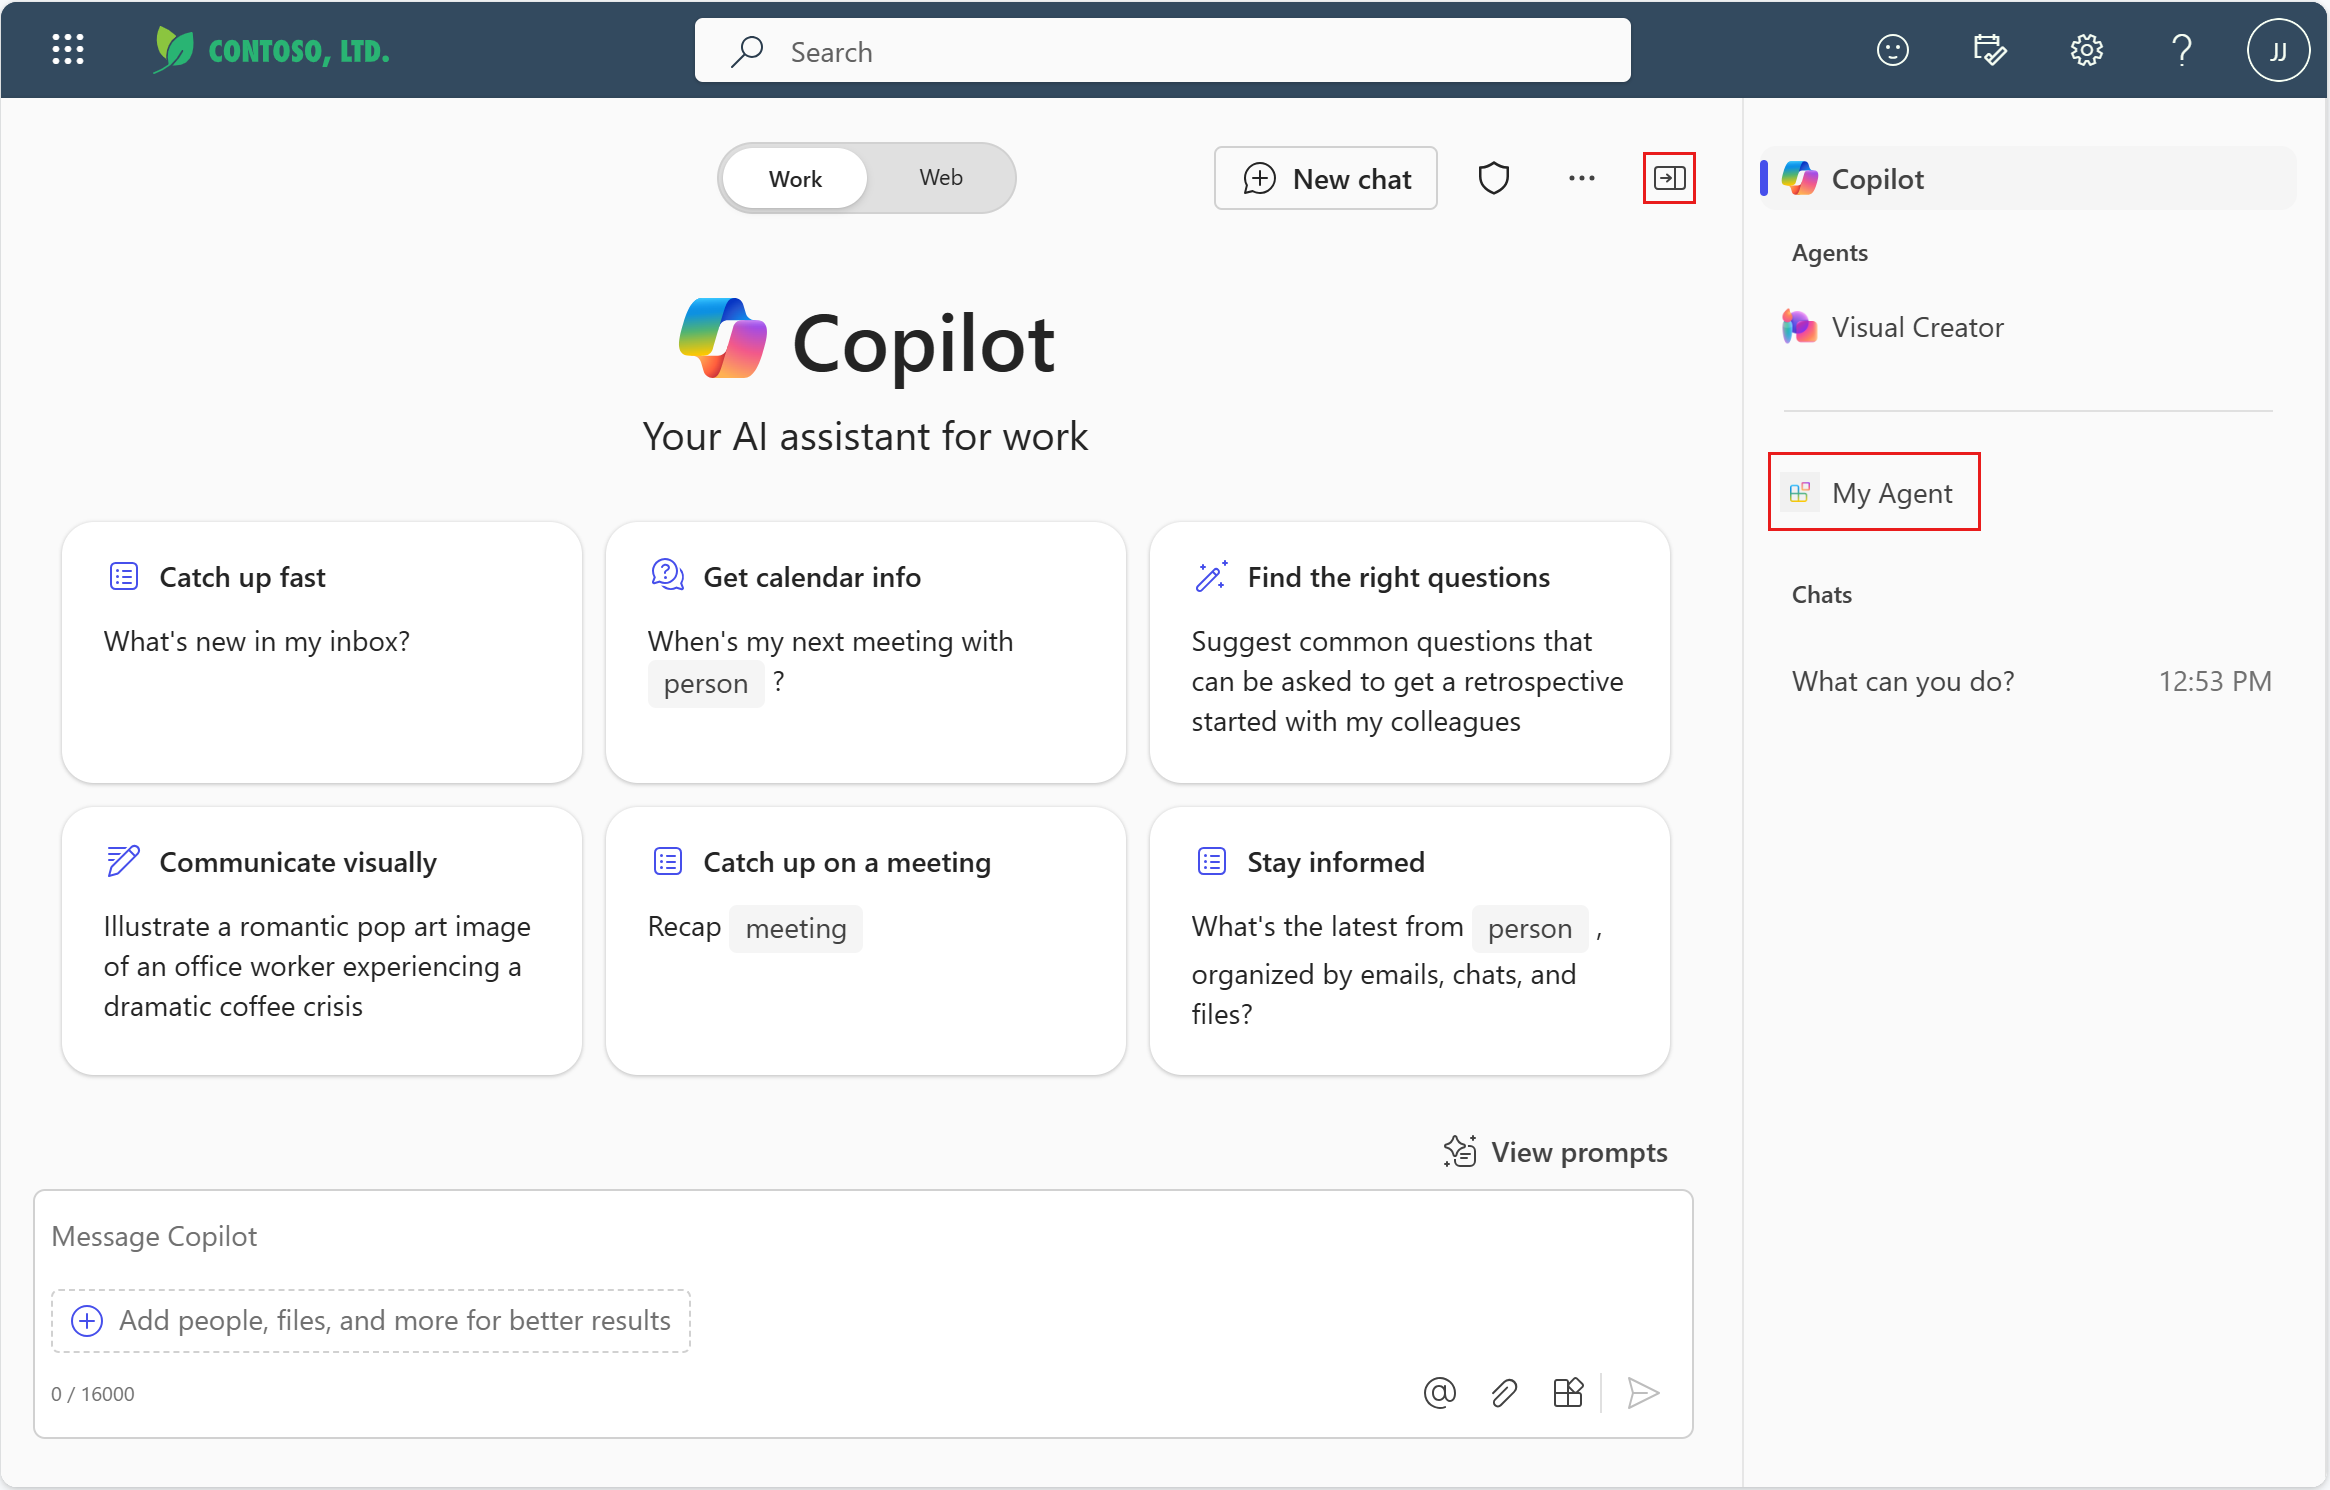 CONTOSO, LTD.
Search
JJ
Work
Web
New chat
Copilot
Your AI assistant for work
Catch up fast
What's new in my inbox?
Get calendar info
When's my next meeting with
person ?
Find the right questions
Suggest common questions that
can be asked to get a retrospective
started with my colleagues
Communicate visually
Illustrate a romantic pop art image
of an office worker experiencing a
dramatic coffee crisis
Catch up on a meeting
Recap meeting
Stay informed
What's the latest from person ,
organized by emails, chats, and
files?
View prompts
Message Copilot
Add people, files, and more for better results
0 / 16000
Copilot
Agents
Visual Creator
My Agent
Chats
What can you do? 12:53 PM